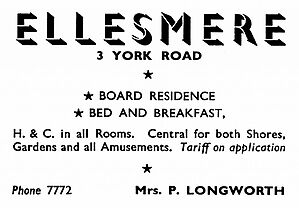 ELLESMERE
3 YORK ROAD
★
★ BOARD RESIDENCE
★ BED AND BREAKFAST,
H. & C. in all Rooms. Central for both Shores,
Gardens and all Amusements. Tariff on application
★
Phone 7772 Mrs. P. LONGWORTH